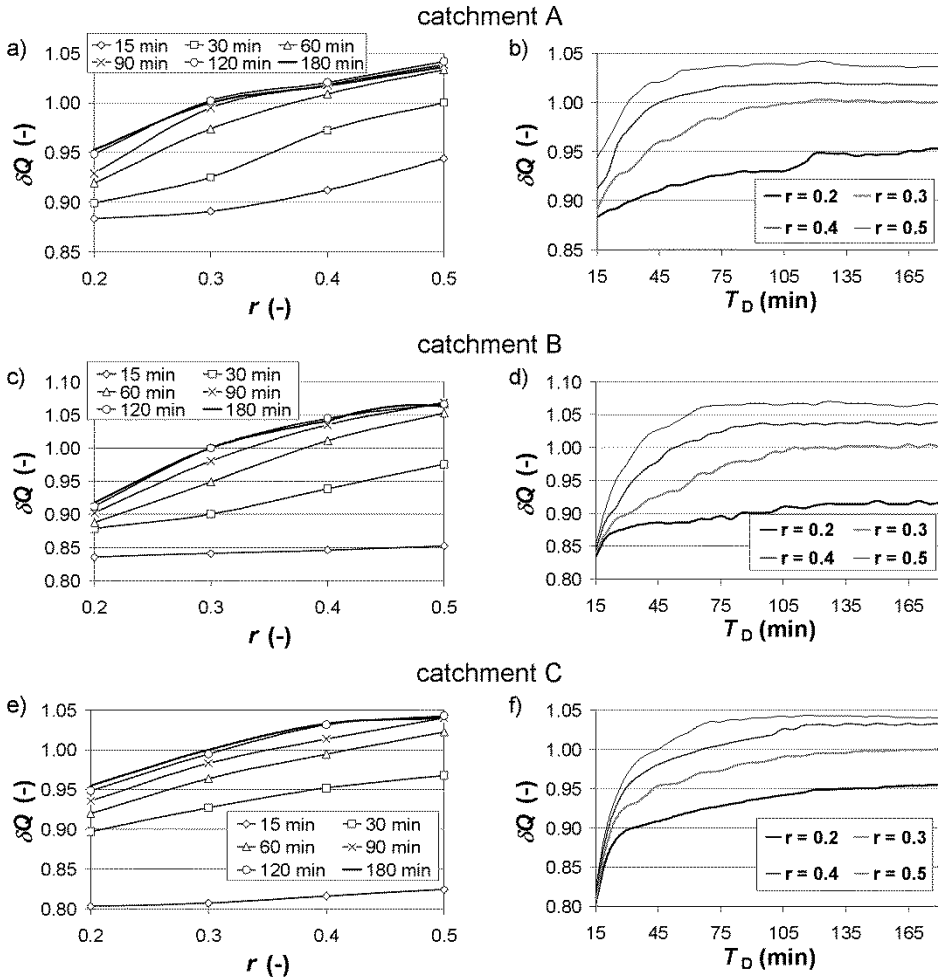 catchment A
a)
15 min 30 min 60 min
90 min 120 min 180 min
1.05
1.00
0.95
0.90
0.85
δQ (-)
0.2 0.3 0.4 0.5
r (-)
b)
1.05
1.00
0.95
0.90
0.85
δQ (-)
r = 0.2 r = 0.3
r = 0.4 r = 0.5
15 45 75 105 135 165
T_D (min)
catchment B
c)
15 min 30 min
60 min 90 min
120 min 180 min
1.10
1.05
1.00
0.95
0.90
0.85
0.80
δQ (-)
0.2 0.3 0.4 0.5
r (-)
d)
1.10
1.05
1.00
0.95
0.90
0.85
0.80
δQ (-)
r = 0.2 r = 0.3
r = 0.4 r = 0.5
15 45 75 105 135 165
T_D (min)
catchment C
e)
1.05
1.00
0.95
0.90
0.85
0.80
δQ (-)
15 min 30 min
60 min 90 min
120 min 180 min
0.2 0.3 0.4 0.5
r (-)
f)
1.05
1.00
0.95
0.90
0.85
0.80
δQ (-)
r = 0.2 r = 0.3
r = 0.4 r = 0.5
15 45 75 105 135 165
T_D (min)